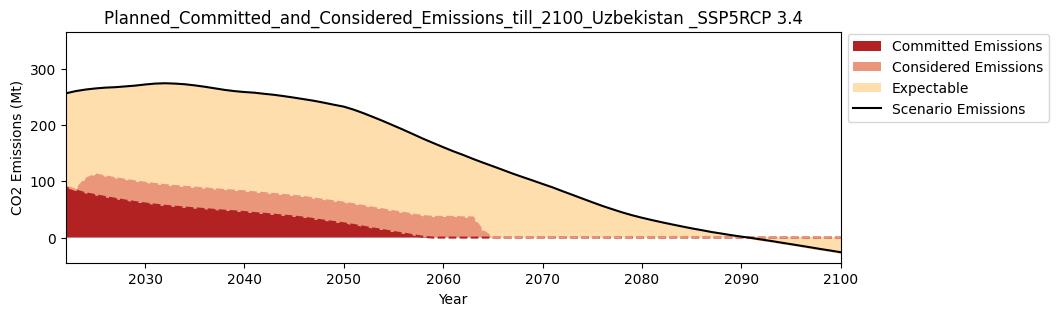 Planned_Committed_and_Considered_Emissions_till_2100_Uzbekistan _SSP5RCP 3.4
Committed Emissions
Considered Emissions
Expectable
Scenario Emissions
CO2 Emissions (Mt)
300
200
100
0
2030 2040 2050 2060 2070 2080 2090 2100
Year